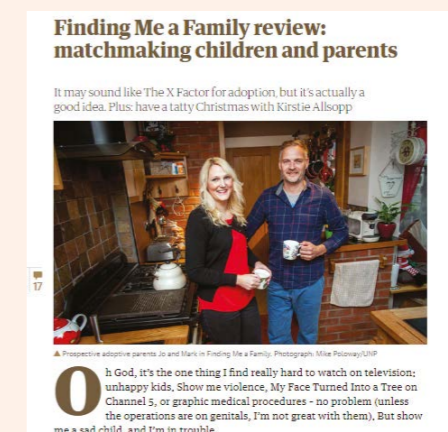 Finding Me a Family review:
matchmaking children and parents
It may sound like The X Factor for adoption, but it's actually a
good idea. Plus: have a tatty Christmas with Kirstie Allsopp
17
Prospective adoptive parents Jo and Mark in Finding Me a Family. Photograph: Mike Poloway/UNP
Oh God, it's the one thing I find really hard to watch on television:
unhappy kids. Show me violence, My Face Turned Into a Tree on
Channel 5, or graphic medical procedures – no problem (unless
the operations are on genitals, I'm not great with them). But show
me a sad child, and I'm in trouble